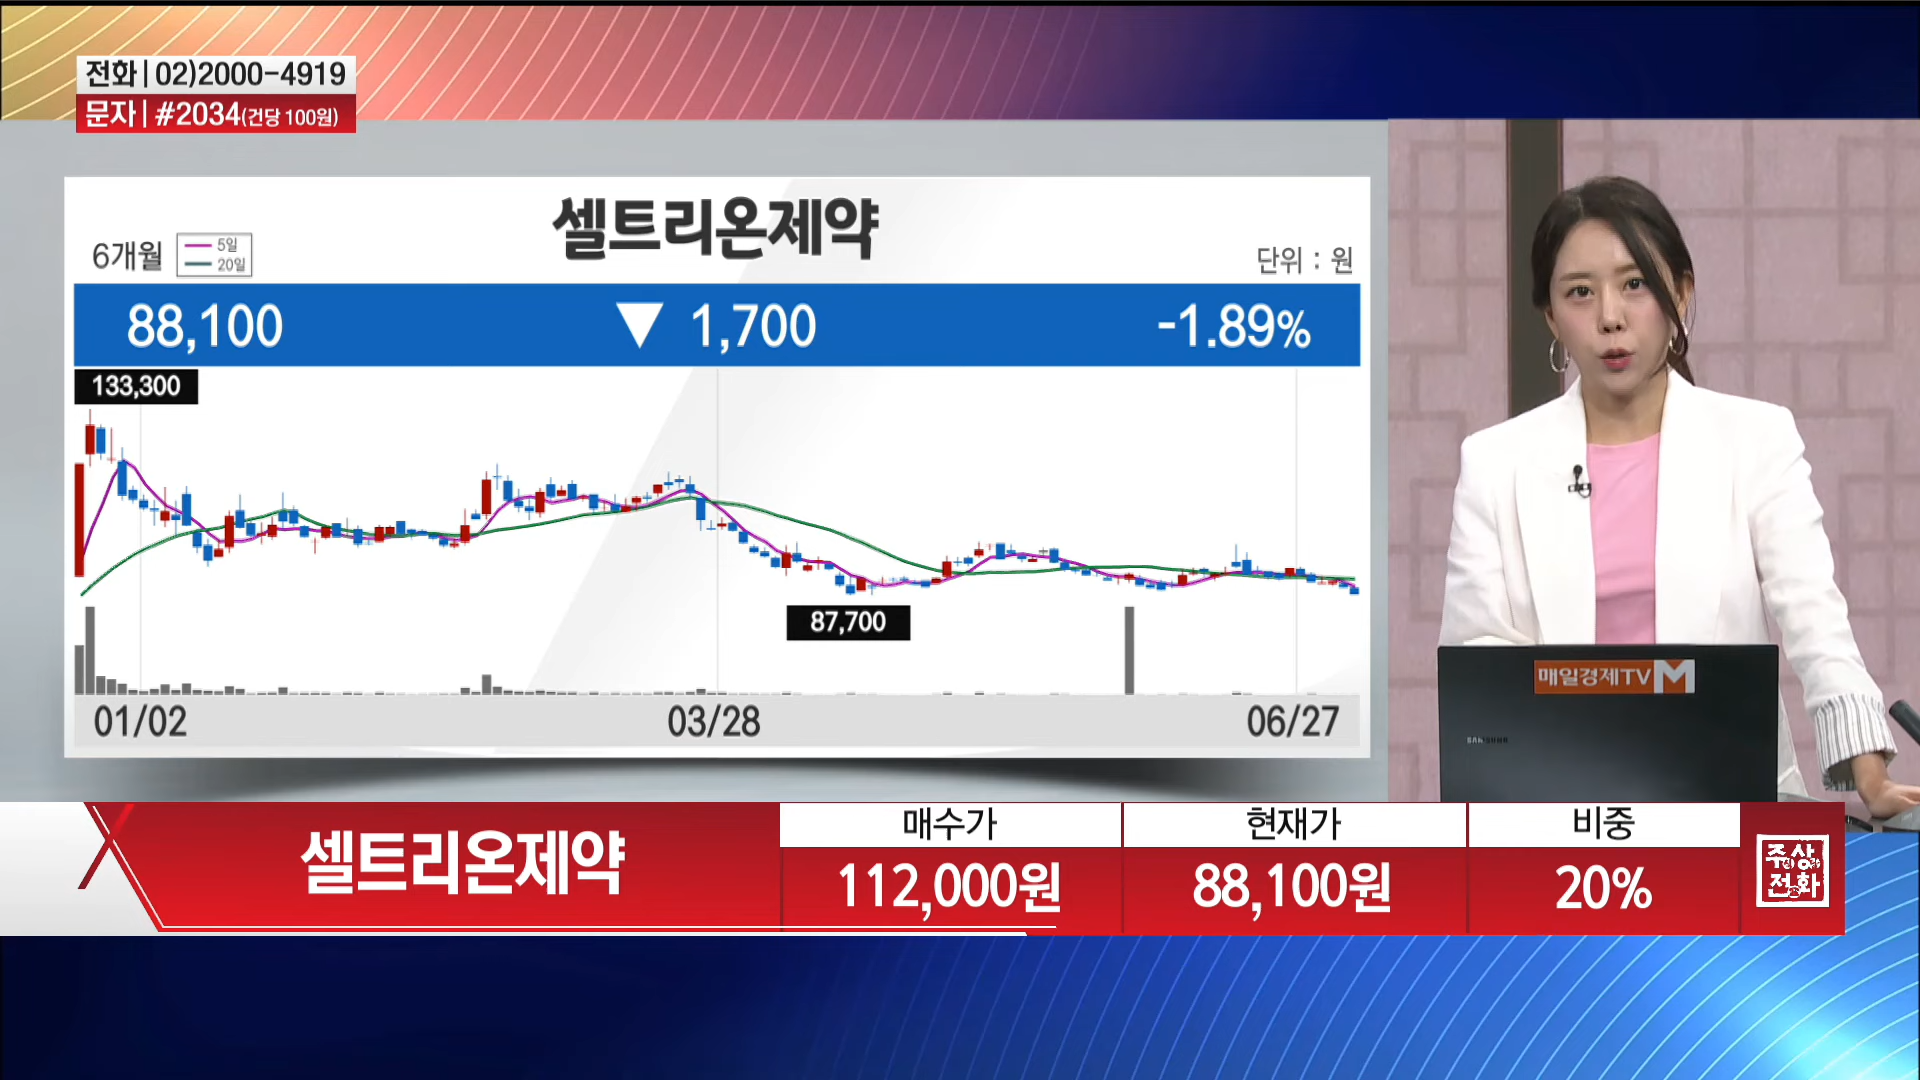 전화 | 02)2000-4919
문자 | #2034(건당 100원)
셀트리온제약
6개월
5일
20일
단위 : 원
88,100 ▼ 1,700 -1.89%
133,300
87,700
01/02 03/28 06/27
매일경제TV M
SAMSUNG
셀트리온제약
매수가 현재가 비중
112,000원 88,100원 20%
주상
전화